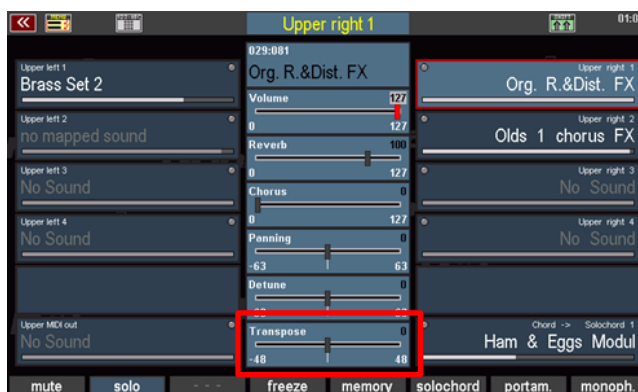 Upper right 1
01:0
029:081
Org. R.&Dist. FX
Upper left 1
Brass Set 2
Upper left 2
no mapped sound
Upper left 3
No Sound
Upper left 4
No Sound
Upper MIDI out
No Sound
Volume 127
0 127
Reverb 100
0 127
Chorus 0
0 127
Panning 0
-63 63
Detune 0
-63 63
Transpose 0
-48 48
Upper right 1
Org. R.&Dist. FX
Upper right 2
Olds 1 chorus FX
Upper right 3
No Sound
Upper right 4
No Sound
Chord -> Solochord 1
Ham & Eggs Modul
mute solo - - - freeze memory solochord portam. monoph.